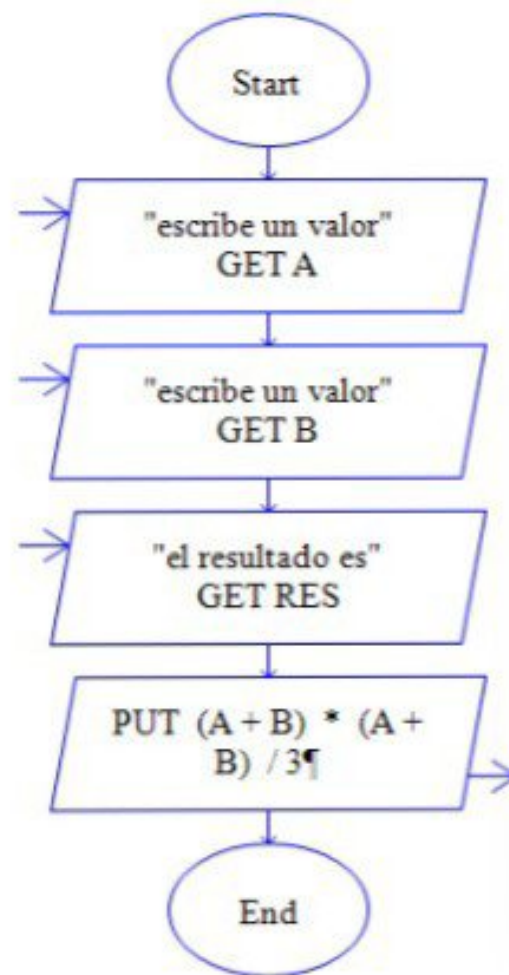 Start
"escribe un valor"
GET A
"escribe un valor"
GET B
"el resultado es"
GET RES
PUT (A + B) * (A +
B) / 3¶
End